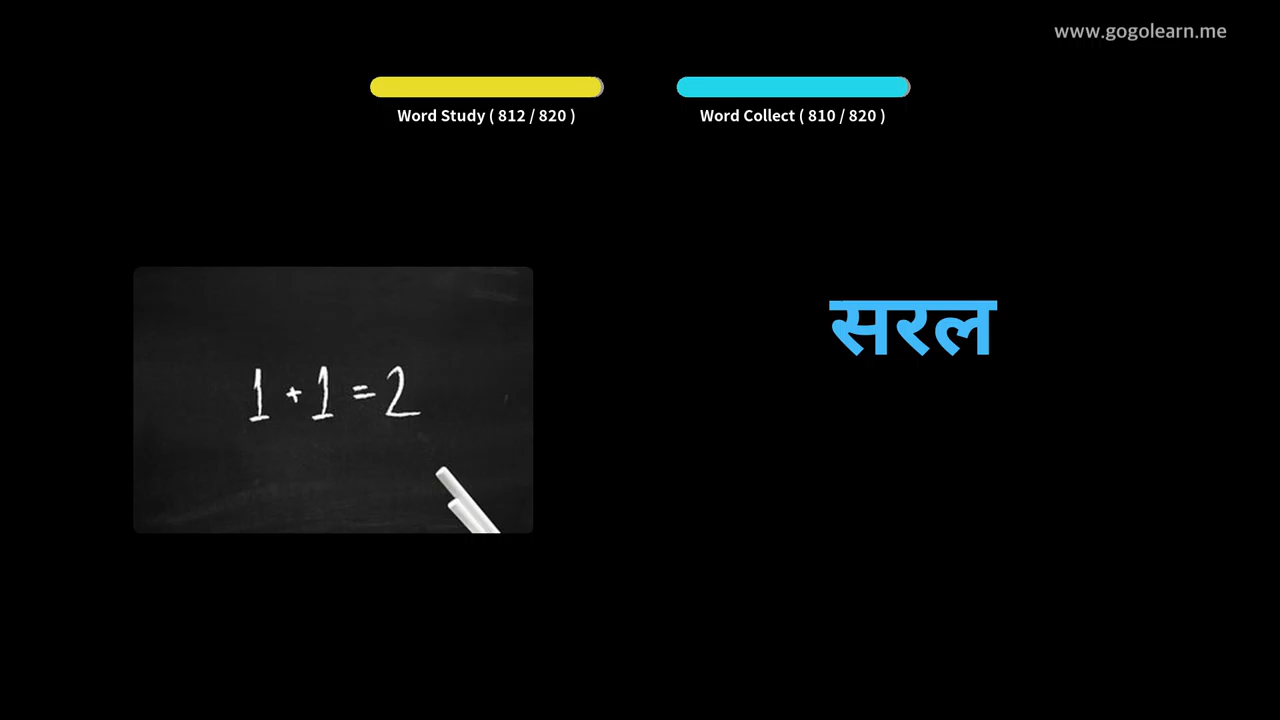 www.gogolearn.me
Word Study ( 812 / 820 )
Word Collect ( 810 / 820 )
सरल
1 + 1 = 2